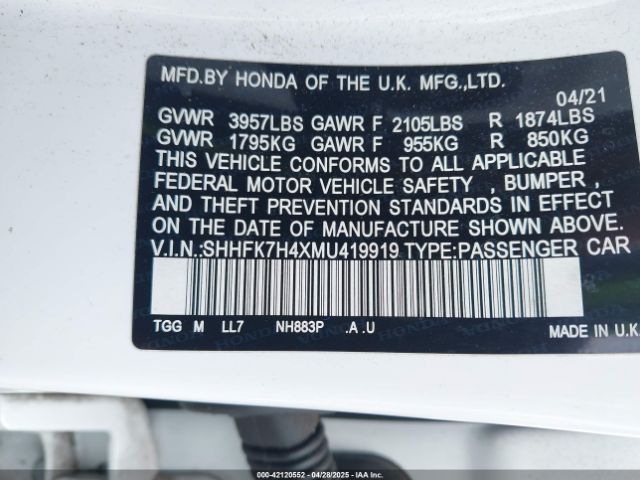 MFD.BY HONDA OF THE U.K. MFG.,LTD.
04/21
GVWR 3957LBS GAWR F 2105LBS R 1874LBS
GVWR 1795KG GAWR F 955KG R 850KG
THIS VEHICLE CONFORMS TO ALL APPLICABLE
FEDERAL MOTOR VEHICLE SAFETY , BUMPER ,
AND THEFT PREVENTION STANDARDS IN EFFECT
ON THE DATE OF MANUFACTURE SHOWN ABOVE.
V.I.N.:SHHFK7H4XMU419919 TYPE:PASSENGER CAR
TGG M LL7 NH883P .A .U
MADE IN U.K
000-42120552 - 04/28/2025 - IAAI.COM